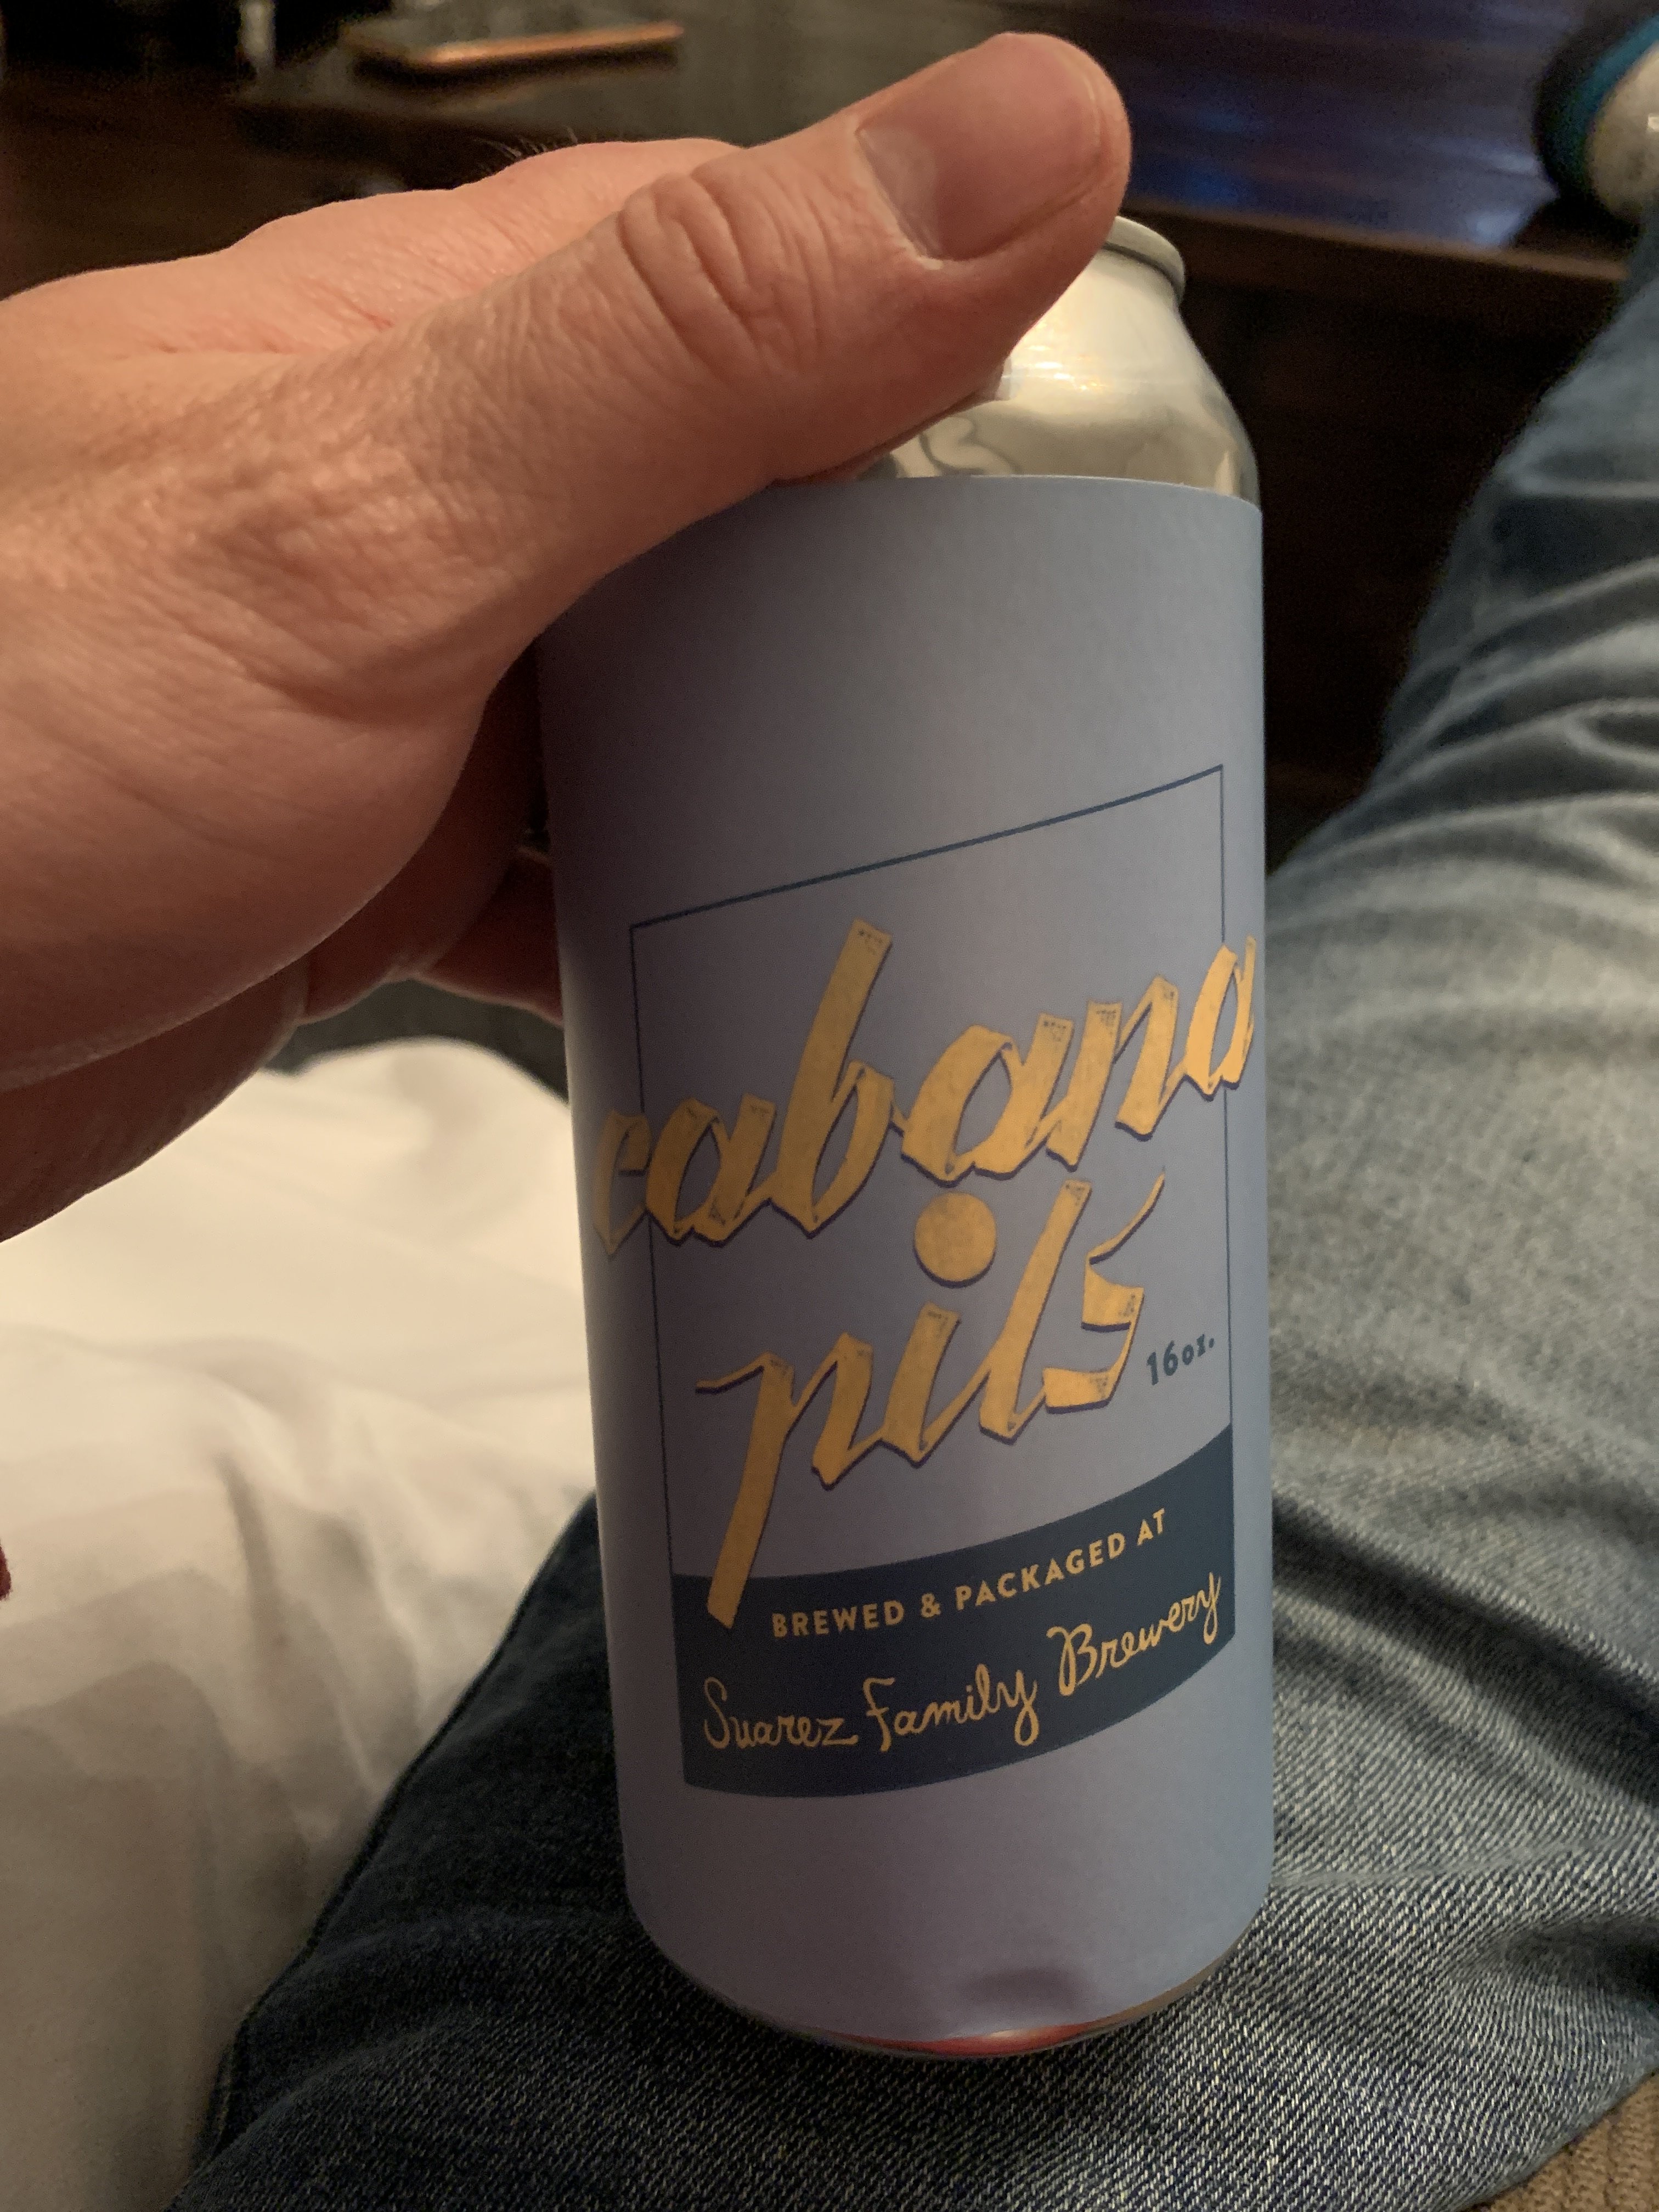 cabana
pils
16oz.
BREWED & PACKAGED AT
Suarez Family Brewery